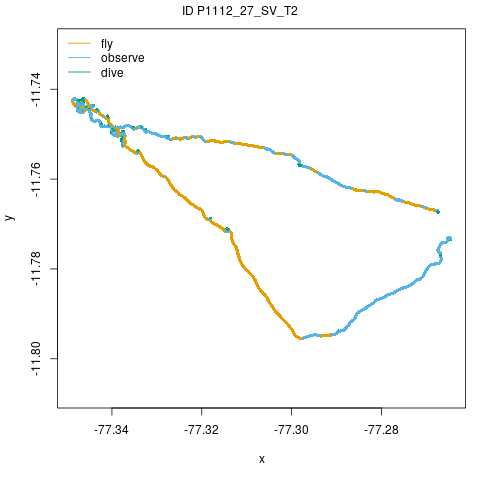 ID P1112_27_SV_T2
fly
observe
dive
-11.74
-11.76
-11.78
-11.80
y
-77.34
-77.32
-77.30
-77.28
x